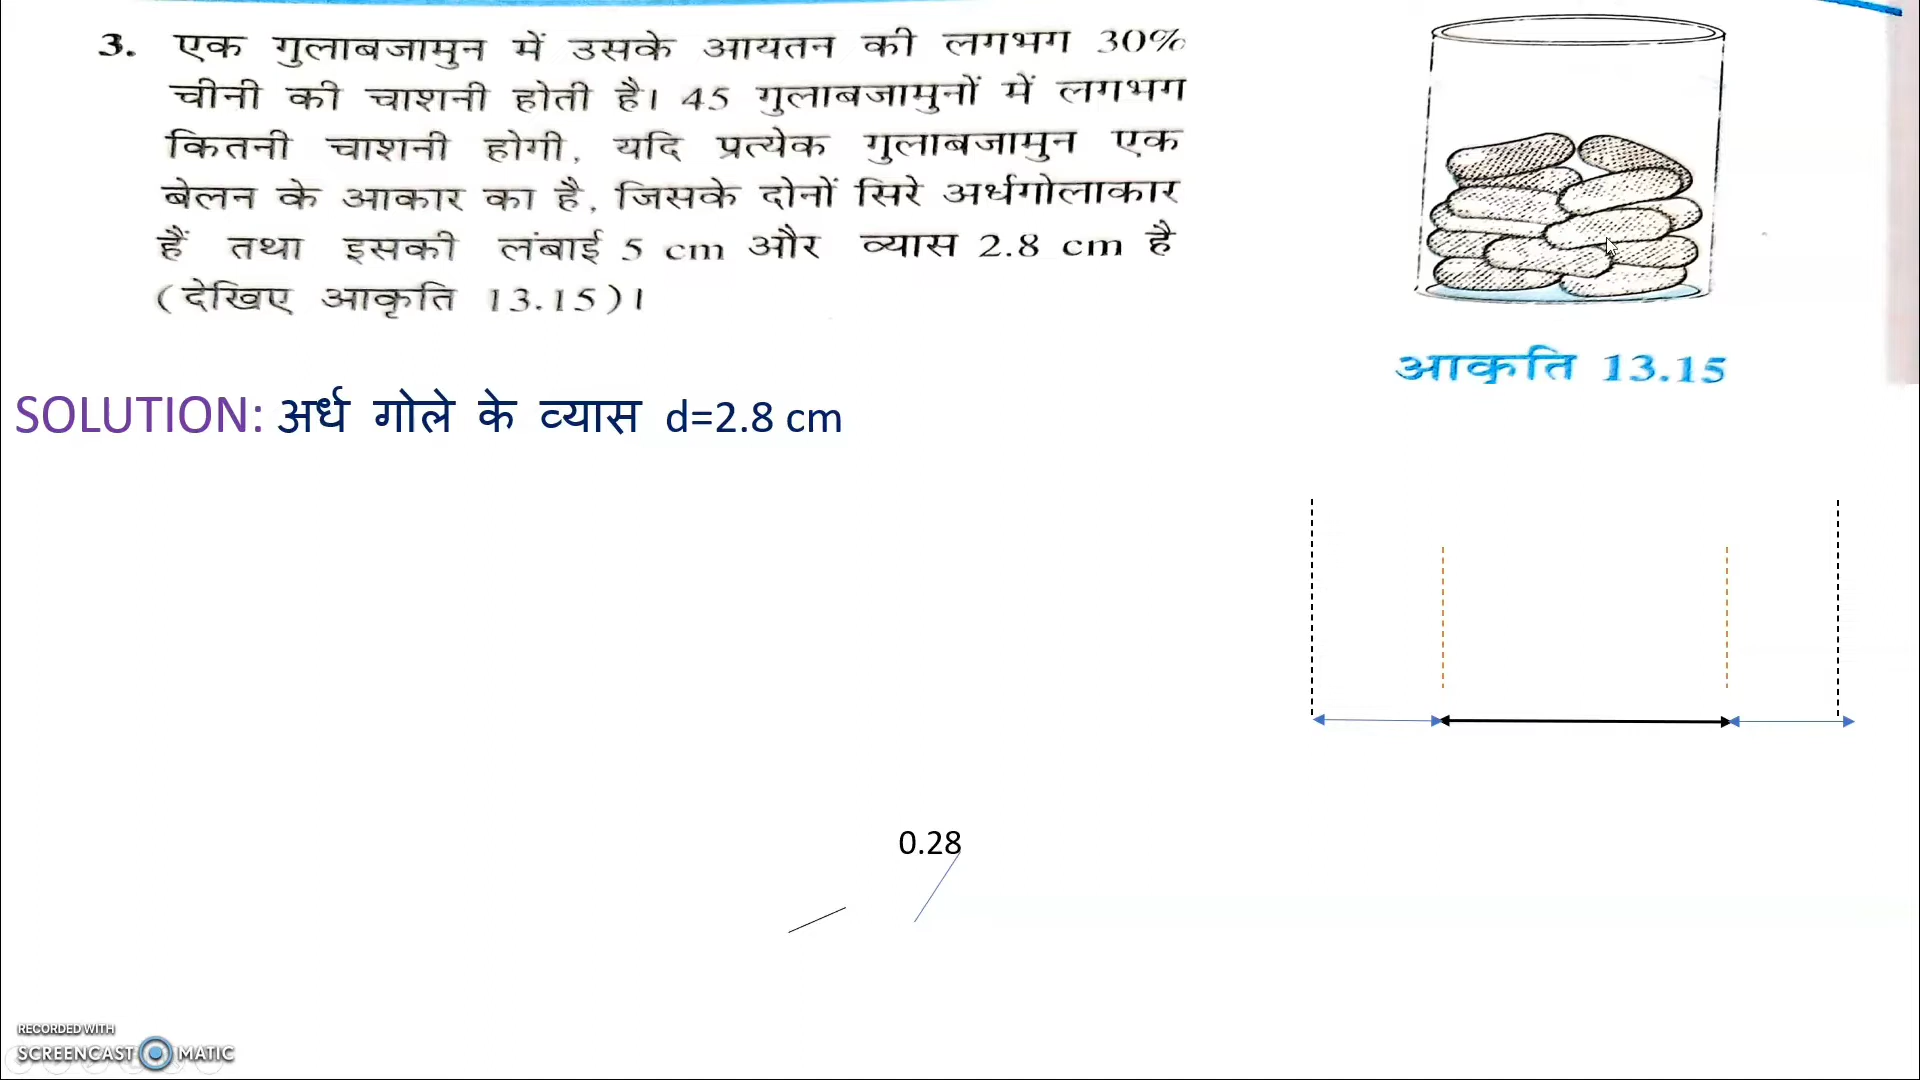 3. एक गुलाबजामुन में उसके आयतन की लगभग 30%
चीनी की चाशनी होती है। 45 गुलाबजामुनों में लगभग
कितनी चाशनी होगी, यदि प्रत्येक गुलाबजामुन एक
बेलन के आकार का है, जिसके दोनों सिरे अर्धगोलाकार
हैं तथा इसकी लंबाई 5 cm और व्यास 2.8 cm है
(देखिए आकृति 13.15)।
आकृति 13.15
SOLUTION: अर्ध गोले के व्यास d=2.8 cm
0.28
RECORDED WITH
SCREENCAST MATIC